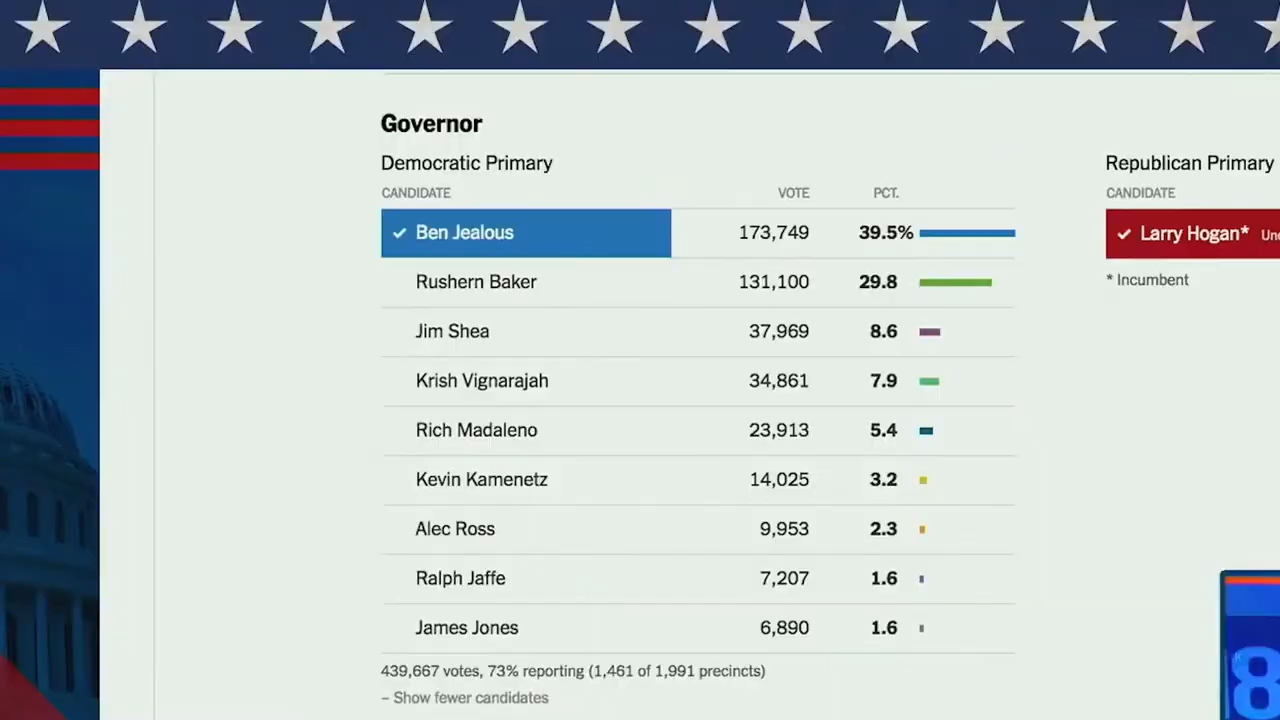 Governor
Democratic Primary
CANDIDATE VOTE PCT.
✓ Ben Jealous 173,749 39.5%
Rushern Baker 131,100 29.8
Jim Shea 37,969 8.6
Krish Vignarajah 34,861 7.9
Rich Madaleno 23,913 5.4
Kevin Kamenetz 14,025 3.2
Alec Ross 9,953 2.3
Ralph Jaffe 7,207 1.6
James Jones 6,890 1.6
439,667 votes, 73% reporting (1,461 of 1,991 precincts)
– Show fewer candidates
Republican Primary
CANDIDATE
✓ Larry Hogan*
* Incumbent
8